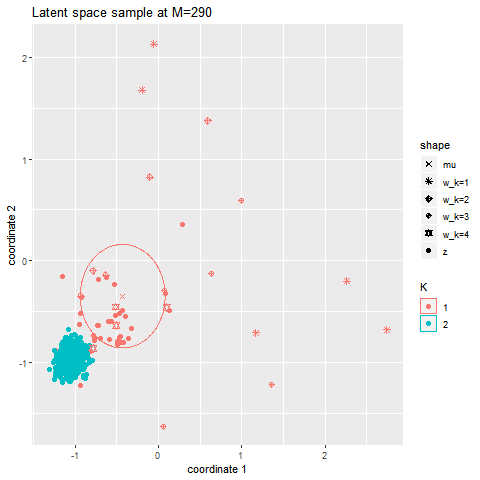 Latent space sample at M=290
2
1
0
-1
-1
0
1
2
coordinate 1
coordinate 2
shape
mu
w_k=1
w_k=2
w_k=3
w_k=4
z
K
1
2